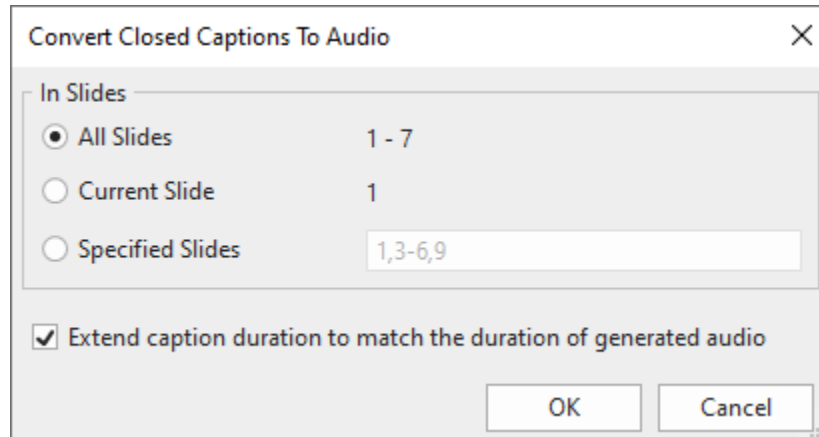 Convert Closed Captions To Audio
In Slides
All Slides 1 - 7
Current Slide 1
Specified Slides 1,3-6,9
Extend caption duration to match the duration of generated audio
OK Cancel